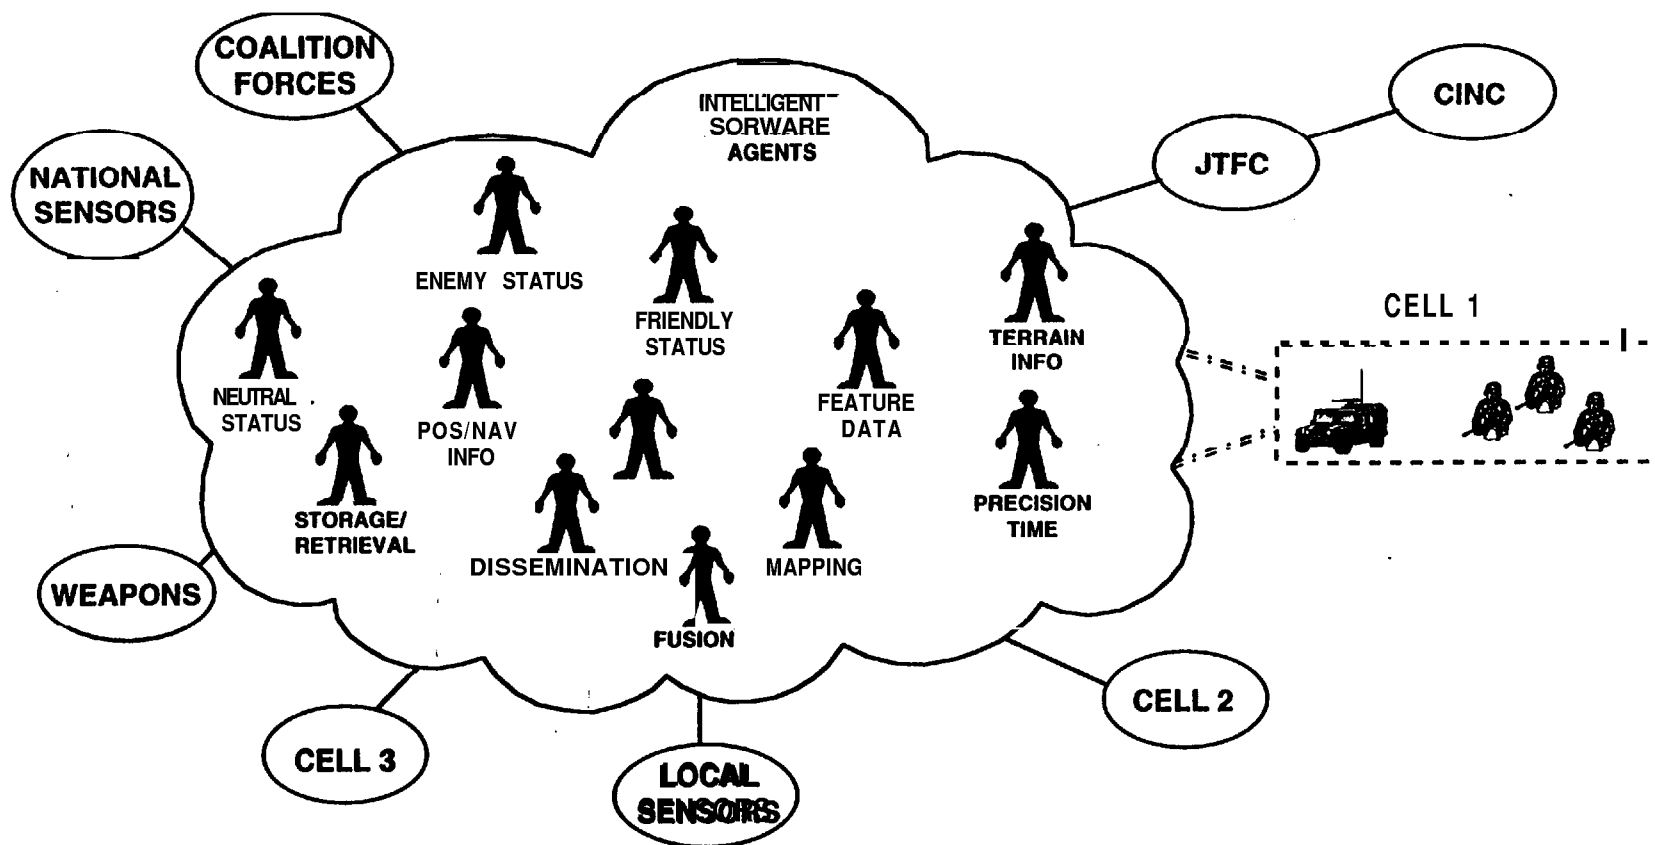 COALITION
FORCES
CINC
INTELLIGENT
SORWARE
AGENTS
JTFC
NATIONAL
SENSORS
ENEMY STATUS
FRIENDLY
STATUS
TERRAIN
INFO
CELL 1
NEUTRAL
STATUS
POS/NAV
INFO
FEATURE
DATA
STORAGE/
RETRIEVAL
PRECISION
TIME
DISSEMINATION
MAPPING
WEAPONS
FUSION
CELL 2
CELL 3
LOCAL
SENSORS